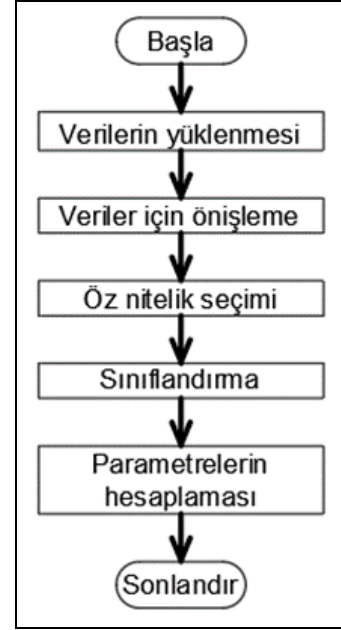 Başla
Verilerin yüklenmesi
Veriler için önişleme
Öz nitelik seçimi
Sınıflandırma
Parametrelerin
hesaplaması
Sonlandır